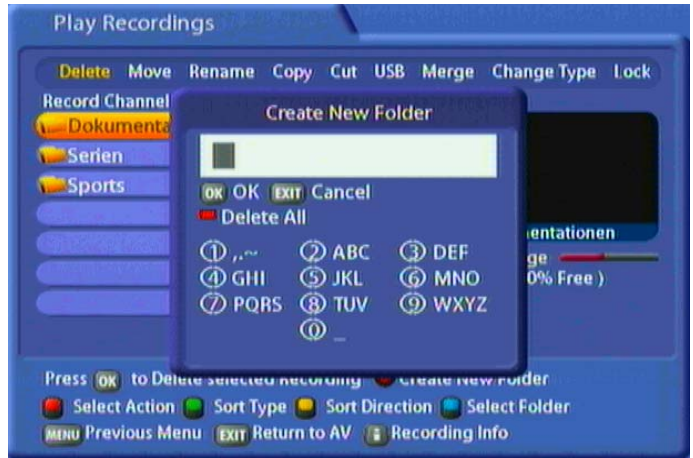 Play Recordings
Delete Move Rename Copy Cut USB Merge Change Type Lock
Record Channel
Dokumenta
Serien
Sports
Create New Folder
OK OK EXIT Cancel
Delete All
1 ,.~ 2 ABC 3 DEF
4 GHI 5 JKL 6 MNO
7 PQRS 8 TUV 9 WXYZ
0 _
entationen
ge
0% Free )
Press OK to Delete selected Recording Create New Folder
Select Action Sort Type Sort Direction Select Folder
MENU Previous Menu EXIT Return to AV i Recording Info